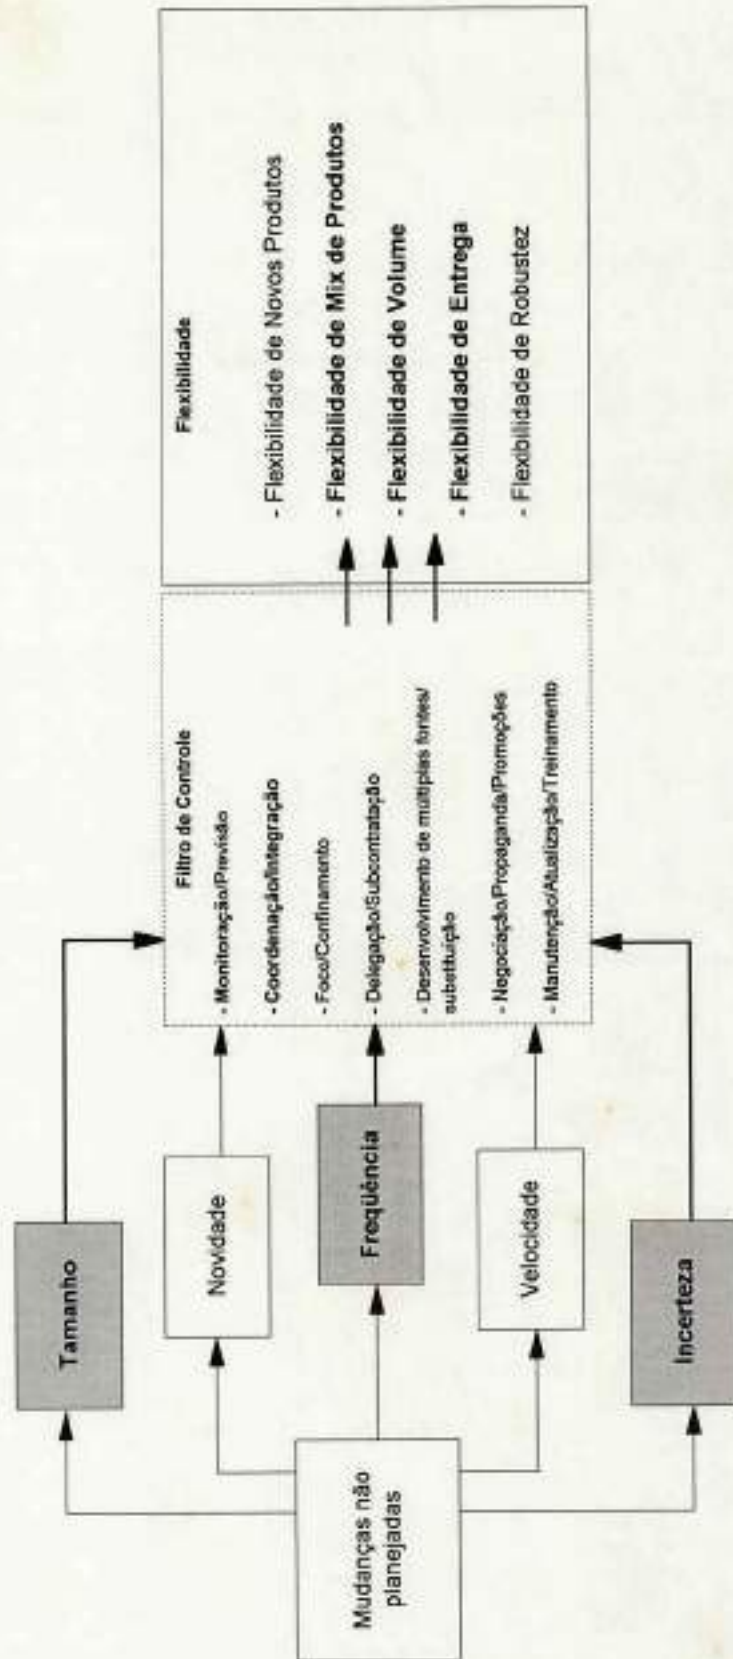 Mudanças não
planejadas
Tamanho
Novidade
Freqüência
Velocidade
Incerteza
Filtro de Controle
- Monitoração/Previsão
- Coordenação/Integração
- Foco/Confinamento
- Delegação/Subcontratação
- Desenvolvimento de múltiplas fontes/
substituição
- Negociação/Propaganda/Promoções
- Manutenção/Atualização/Treinamento
Flexibilidade
- Flexibilidade de Novos Produtos
- Flexibilidade de Mix de Produtos
- Flexibilidade de Volume
- Flexibilidade de Entrega
- Flexibilidade de Robustez